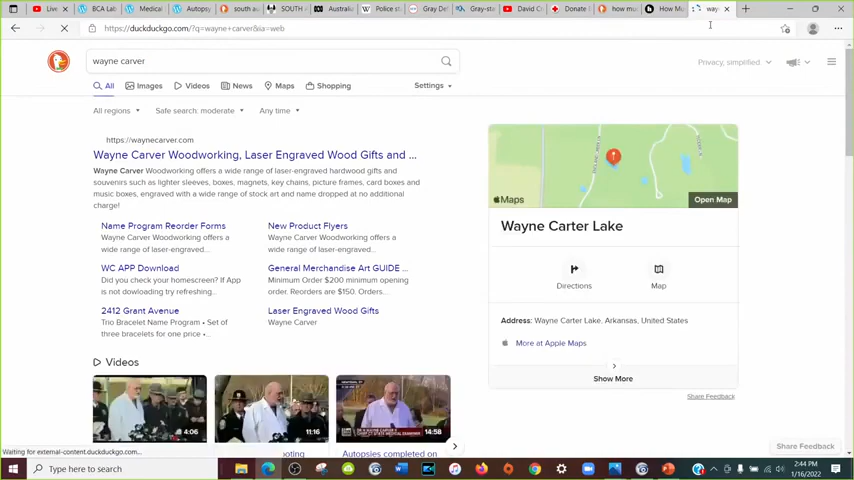 Live
BCA Lab
Medical
Autopsy
south au
SOUTH A
Australia
Police st
Gray Def
Gray-ste
David C
Donate B
how muc
How Mu
way
https://duckduckgo.com/?q=wayne+carver&ia=web
wayne carver
Privacy, simplified
All
Images
Videos
News
Maps
Shopping
Settings
All regions
Safe search: moderate
Any time
https://waynecarver.com
Wayne Carver Woodworking, Laser Engraved Wood Gifts and ...
Wayne Carver Woodworking offers a wide range of laser-engraved hardwood gifts and
souvenirs such as lighter sleeves, boxes, magnets, key chains, picture frames, card boxes and
music boxes, engraved with a wide range of stock art and name dropped at no additional
charge!
Name Program Reorder Forms
Wayne Carver Woodworking offers a
wide range of laser-engraved...
New Product Flyers
Wayne Carver Woodworking offers a
wide range of laser-engraved...
WC APP Download
Did you check your homescreen? If App
is not dowloading try refreshing...
General Merchandise Art GUIDE ...
Minimum Order $200 minimum opening
order. Reorders are $150. Orders...
2412 Grant Avenue
Trio Bracelet Name Program • Set of
three bracelets for one price •...
Laser Engraved Wood Gifts
Wayne Carver
Videos
4:06
11:16
14:58
ooting
Autopsies completed on
Maps
Open Map
Wayne Carter Lake
Directions
Map
Address: Wayne Carter Lake, Arkansas, United States
More at Apple Maps
Show More
Share Feedback
Share Feedback
Waiting for external-content.duckduckgo.com...
Type here to search
2:44 PM
1/16/2022